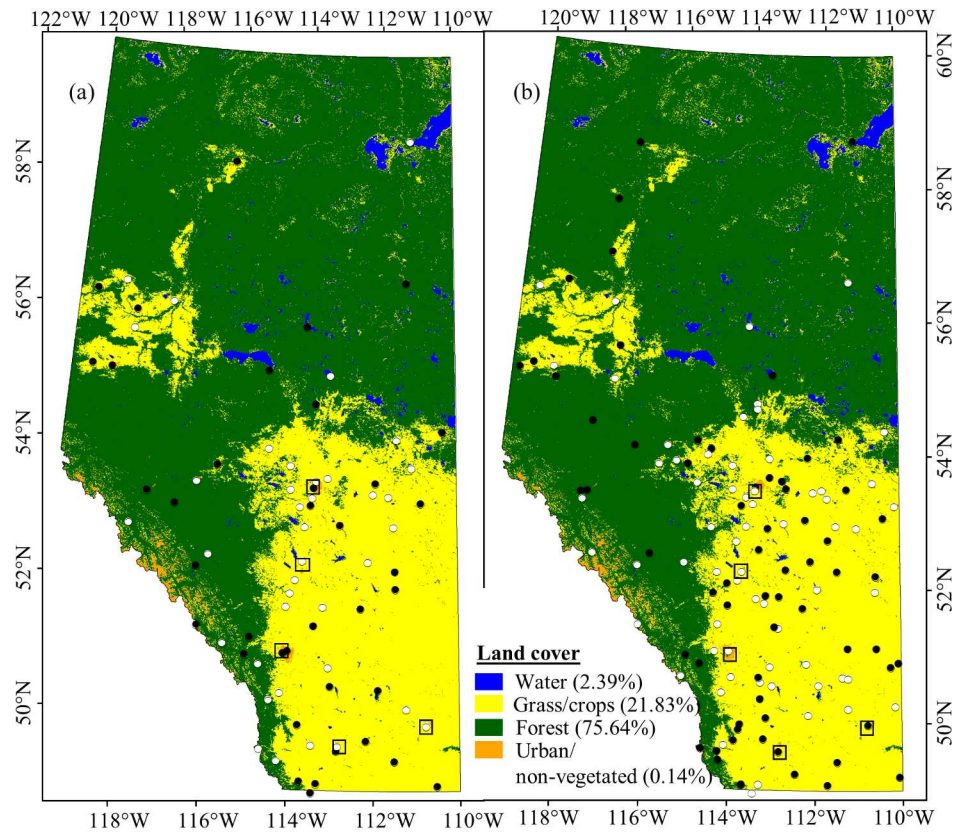 122°W 120°W 118°W 116°W 114°W 112°W 110°W
120°W 118°W 116°W 114°W 112°W 110°W
(a)
(b)
58°N
56°N
54°N
52°N
50°N
60°N
58°N
56°N
54°N
52°N
50°N
Land cover
Water (2.39%)
Grass/crops (21.83%)
Forest (75.64%)
Urban/
non-vegetated (0.14%)
118°W 116°W 114°W 112°W 110°W
118°W 116°W 114°W 112°W 110°W